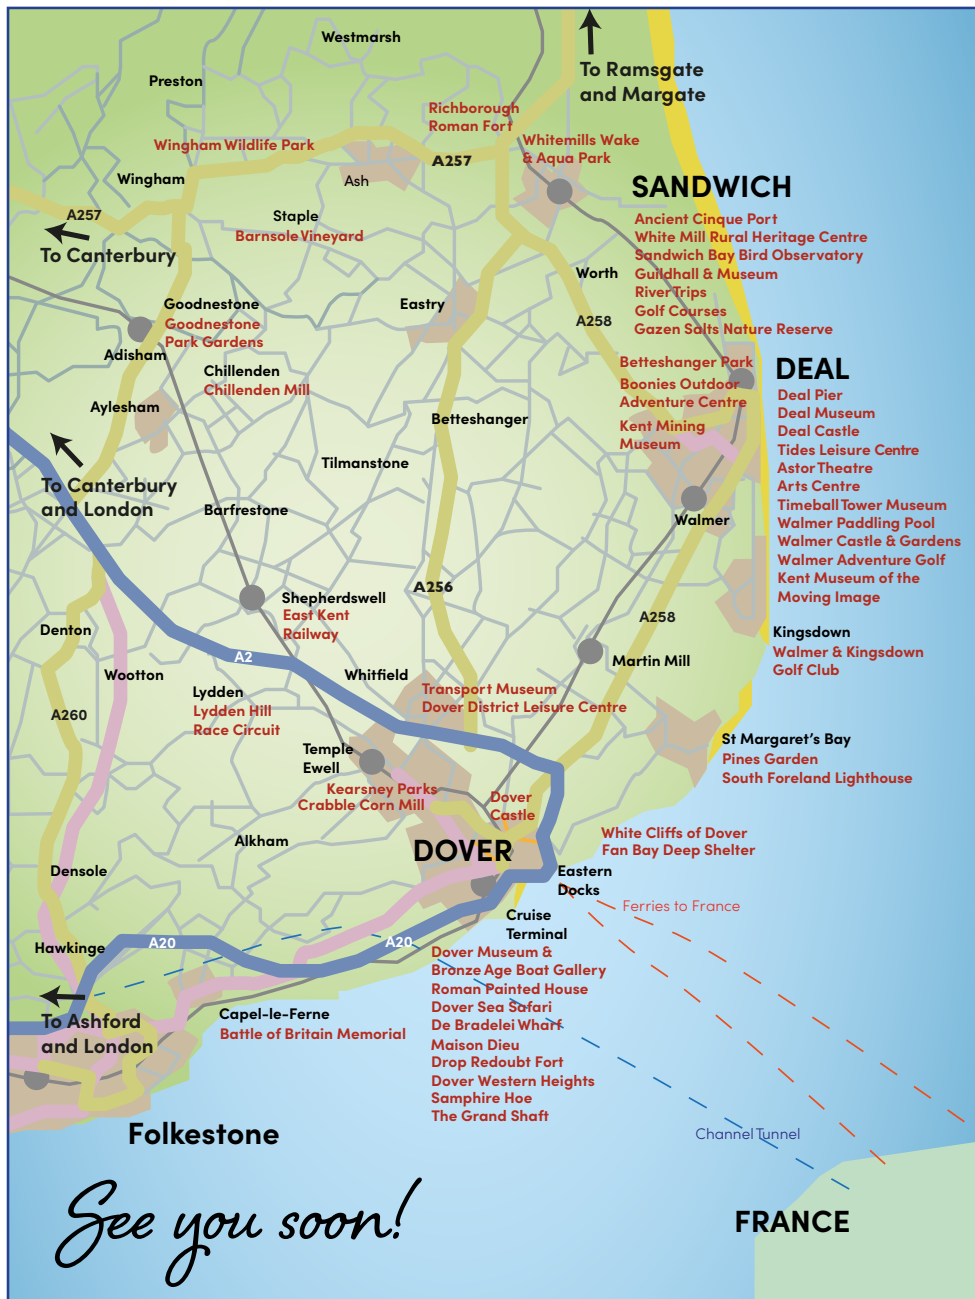 Westmarsh
To Ramsgate
and Margate
Preston
Richborough
Roman Fort
Wingham Wildlife Park
Whitemills Wake
& Aqua Park
A257
Wingham
Ash
SANDWICH
A257
Staple
Barnsole Vineyard
To Canterbury
Ancient Cinque Port
White Mill Rural Heritage Centre
Sandwich Bay Bird Observatory
Guildhall & Museum
River Trips
Golf Courses
Gazen Salts Nature Reserve
Worth
Goodnestone
Goodnestone
Park Gardens
Eastry
A258
Adisham
Chillenden
Chillenden Mill
Betteshanger Park
Boonies Outdoor
Adventure Centre
Kent Mining
Museum
DEAL
Deal Pier
Deal Museum
Deal Castle
Tides Leisure Centre
Astor Theatre
Arts Centre
Timeball Tower Museum
Walmer Paddling Pool
Walmer Castle & Gardens
Walmer Adventure Golf
Kent Museum of the
Moving Image
Aylesham
Betteshanger
Tilmanstone
To Canterbury
and London
Barfrestone
Walmer
A256
Shepherdswell
East Kent
Railway
A258
Denton
Kingsdown
Walmer & Kingsdown
Golf Club
A2
Martin Mill
Wootton
Whitfield
Lydden
Lydden Hill
Race Circuit
Transport Museum
Dover District Leisure Centre
A260
St Margaret's Bay
Pines Garden
South Foreland Lighthouse
Temple
Ewell
Kearsney Parks
Crabble Corn Mill
Dover
Castle
White Cliffs of Dover
Fan Bay Deep Shelter
Alkham
DOVER
Densole
Eastern
Docks
Ferries to France
Cruise
Terminal
Hawkinge
A20
A20
Dover Museum &
Bronze Age Boat Gallery
Roman Painted House
Dover Sea Safari
De Bradelei Wharf
Maison Dieu
Drop Redoubt Fort
Dover Western Heights
Samphire Hoe
The Grand Shaft
To Ashford
and London
Capel-le-Ferne
Battle of Britain Memorial
Folkestone
Channel Tunnel
See you soon!
FRANCE